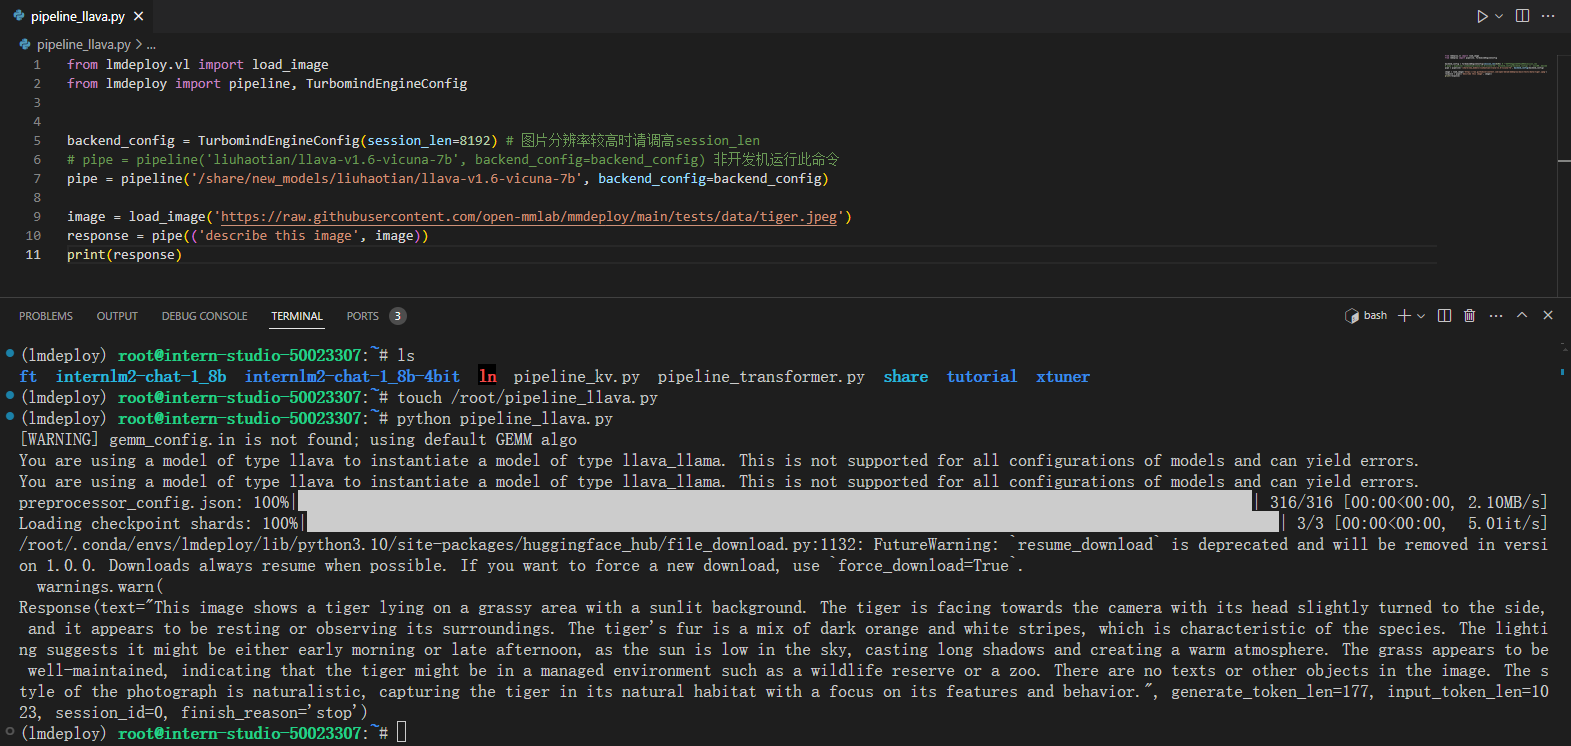 pipeline_llava.py
pipeline_llava.py > ...
1 from lmdeploy.vl import load_image
2 from lmdeploy import pipeline, TurbomindEngineConfig
3
4
5 backend_config = TurbomindEngineConfig(session_len=8192) # 图片分辨率较高时请调高session_len
6 # pipe = pipeline('liuhaotian/llava-v1.6-vicuna-7b', backend_config=backend_config) 非开发机运行此命令
7 pipe = pipeline('/share/new_models/liuhaotian/llava-v1.6-vicuna-7b', backend_config=backend_config)
8
9 image = load_image('https://raw.githubusercontent.com/open-mmlab/mmdeploy/main/tests/data/tiger.jpeg')
10 response = pipe(('describe this image', image))
11 print(response)
PROBLEMS OUTPUT DEBUG CONSOLE TERMINAL PORTS 3 bash
(lmdeploy) root@intern-studio-50023307:~# ls
ft internlm2-chat-1_8b internlm2-chat-1_8b-4bit ln pipeline_kv.py pipeline_transformer.py share tutorial xtuner
(lmdeploy) root@intern-studio-50023307:~# touch /root/pipeline_llava.py
(lmdeploy) root@intern-studio-50023307:~# python pipeline_llava.py
[WARNING] gemm_config.in is not found; using default GEMM algo
You are using a model of type llava to instantiate a model of type llava_llama. This is not supported for all configurations of models and can yield errors.
You are using a model of type llava to instantiate a model of type llava_llama. This is not supported for all configurations of models and can yield errors.
preprocessor_config.json: 100%| | 316/316 [00:00<00:00, 2.10MB/s]
Loading checkpoint shards: 100%| | 3/3 [00:00<00:00, 5.01it/s]
/root/.conda/envs/lmdeploy/lib/python3.10/site-packages/huggingface_hub/file_download.py:1132: FutureWarning: `resume_download` is deprecated and will be removed in versi
on 1.0.0. Downloads always resume when possible. If you want to force a new download, use `force_download=True`.
warnings.warn(
Response(text="This image shows a tiger lying on a grassy area with a sunlit background. The tiger is facing towards the camera with its head slightly turned to the side,
and it appears to be resting or observing its surroundings. The tiger's fur is a mix of dark orange and white stripes, which is characteristic of the species. The lighti
ng suggests it might be either early morning or late afternoon, as the sun is low in the sky, casting long shadows and creating a warm atmosphere. The grass appears to be
well-maintained, indicating that the tiger might be in a managed environment such as a wildlife reserve or a zoo. There are no texts or other objects in the image. The s
tyle of the photograph is naturalistic, capturing the tiger in its natural habitat with a focus on its features and behavior.", generate_token_len=177, input_token_len=10
23, session_id=0, finish_reason='stop')
(lmdeploy) root@intern-studio-50023307:~#